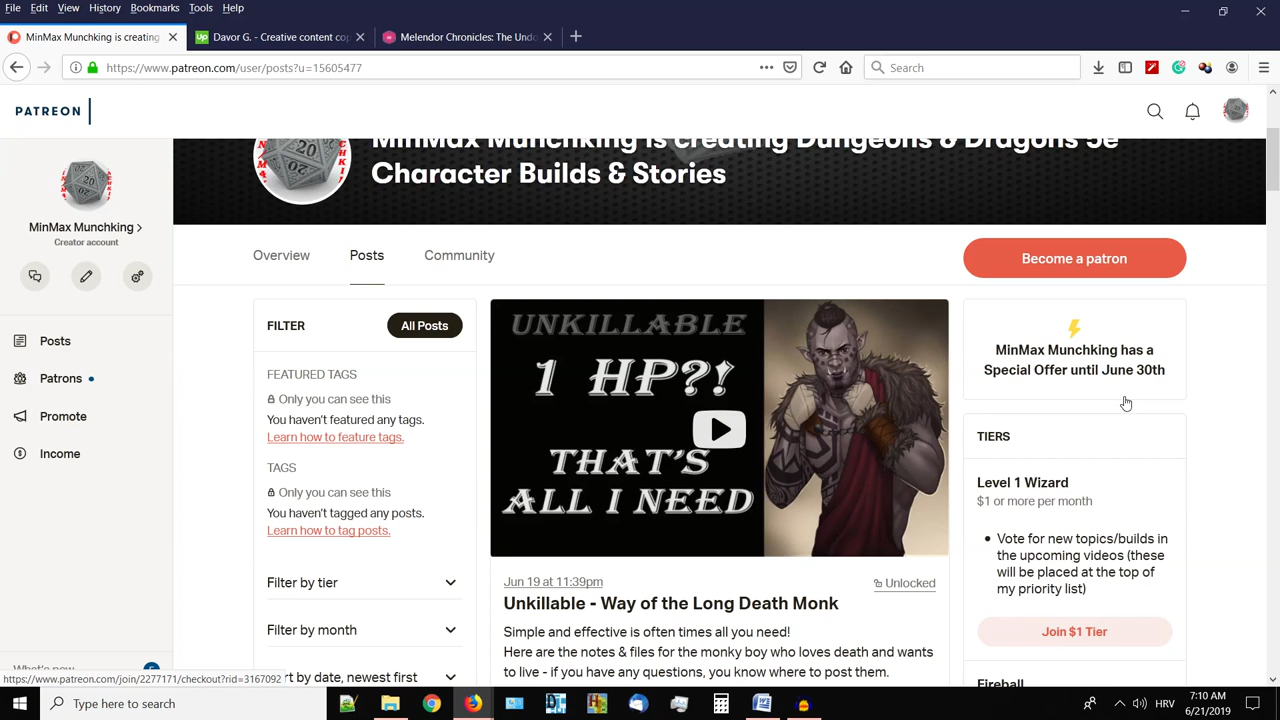 File Edit View History Bookmarks Tools Help
MinMax Munchking is creating
Davor G. - Creative content cop
Melendor Chronicles: The Undo
https://www.patreon.com/user/posts?u=15605477
Search
PATREON
MinMax Munchking is creating Dungeons & Dragons 5e
Character Builds & Stories
MinMax Munchking
Creator account
Posts
Patrons
Promote
Income
What's new
Overview Posts Community
Become a patron
FILTER
All Posts
FEATURED TAGS
Only you can see this
You haven't featured any tags.
Learn how to feature tags.
TAGS
Only you can see this
You haven't tagged any posts.
Learn how to tag posts.
Filter by tier
Filter by month
rt by date, newest first
UNKILLABLE
1 HP?!
THAT'S
ALL I NEED
Jun 19 at 11:39pm
Unlocked
Unkillable - Way of the Long Death Monk
Simple and effective is often times all you need!
Here are the notes & files for the monky boy who loves death and wants
to live - if you have any questions, you know where to post them.
MinMax Munchking has a
Special Offer until June 30th
TIERS
Level 1 Wizard
$1 or more per month
Vote for new topics/builds in
the upcoming videos (these
will be placed at the top of
my priority list)
Join $1 Tier
Fireball
https://www.patreon.com/join/2277171/checkout?rid=3167092
Type here to search
HRV
7:10 AM
6/21/2019